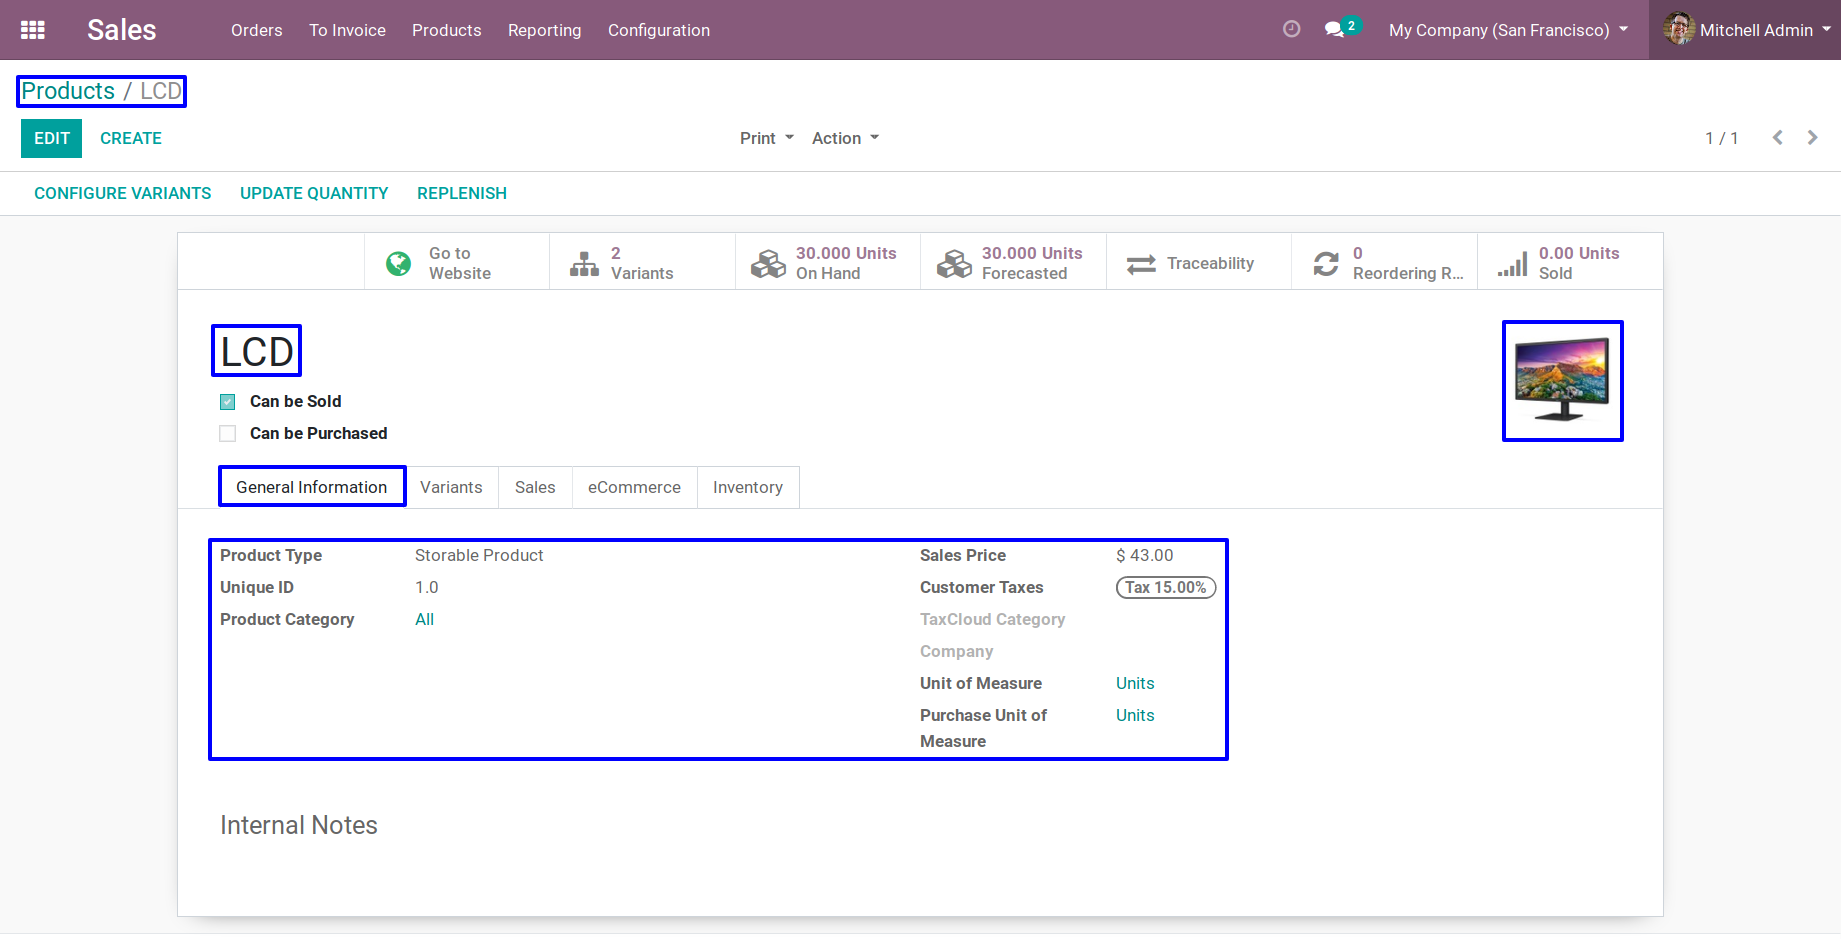 Sales Orders To Invoice Products Reporting Configuration 2 My Company (San Francisco) Mitchell Admin
Products / LCD
EDIT CREATE Print Action 1 / 1
CONFIGURE VARIANTS UPDATE QUANTITY REPLENISH
Go to Website
2 Variants
30.000 Units On Hand
30.000 Units Forecasted
Traceability
0 Reordering R...
0.00 Units Sold
LCD
Can be Sold
Can be Purchased
General Information Variants Sales eCommerce Inventory
Product Type Storable Product
Unique ID 1.0
Product Category All
Sales Price $ 43.00
Customer Taxes Tax 15.00%
TaxCloud Category
Company
Unit of Measure Units
Purchase Unit of Measure Units
Internal Notes